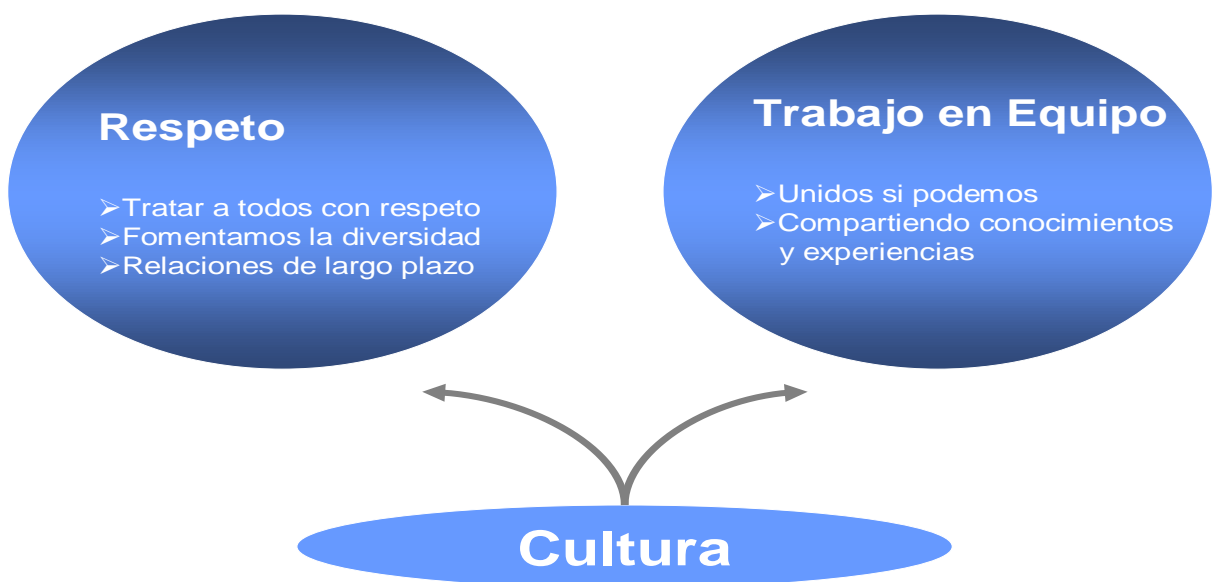 Respeto
➢Tratar a todos con respeto
➢Fomentamos la diversidad
➢Relaciones de largo plazo
Trabajo en Equipo
➢Unidos si podemos
➢Compartiendo conocimientos
y experiencias
Cultura